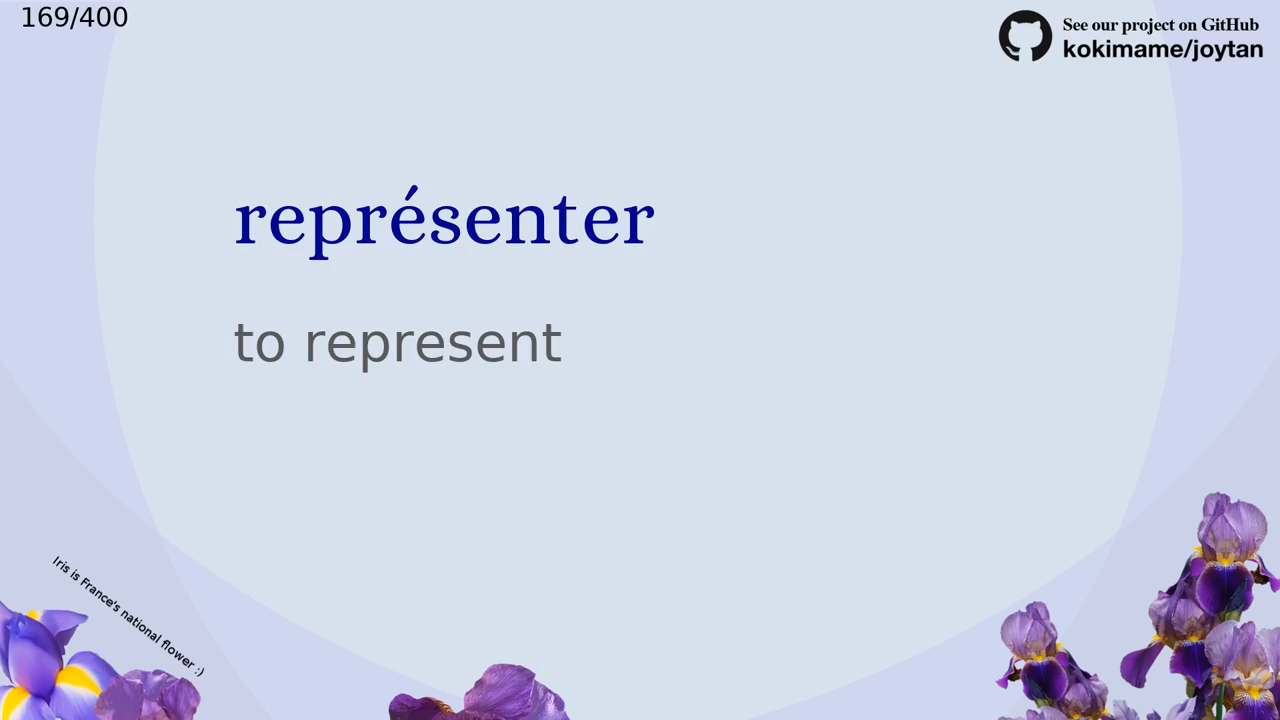 169/400
See our project on GitHub
kokimame/joytan
représenter
to represent
Iris is France's national flower :)